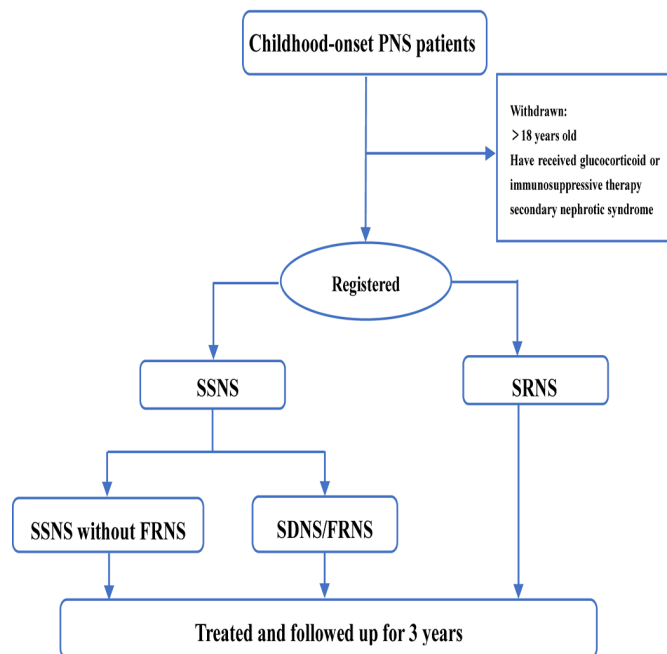 Childhood-onset PNS patients
Withdrawn:
＞18 years old
Have received glucocorticoid or
immunosuppressive therapy
secondary nephrotic syndrome
Registered
SSNS
SRNS
SSNS without FRNS
SDNS/FRNS
Treated and followed up for 3 years